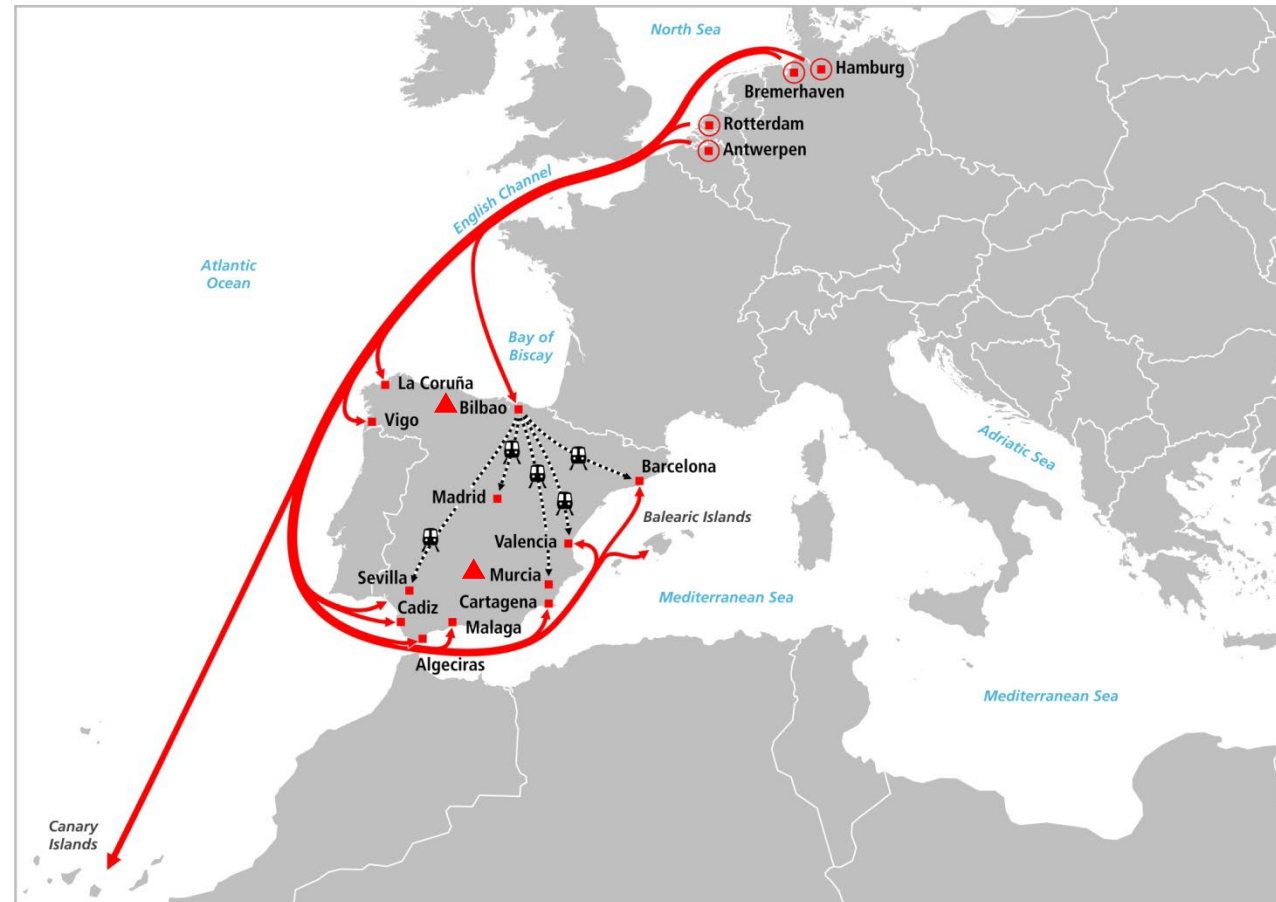 North Sea
Hamburg
Bremerhaven
Rotterdam
Antwerpen
English Channel
Atlantic
Ocean
Bay of
Biscay
La Coruña
Bilbao
Vigo
Adriatic Sea
Barcelona
Madrid
Balearic Islands
Valencia
Sevilla
Murcia
Cadiz
Cartagena
Mediterranean Sea
Malaga
Algeciras
Mediterranean Sea
Canary
Islands